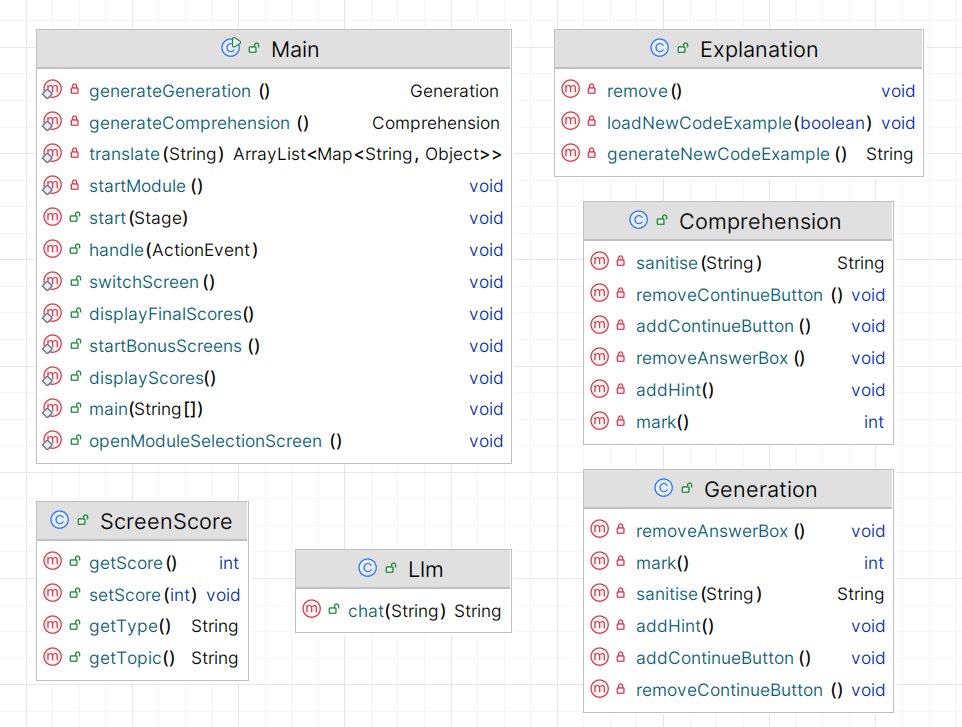 Main
generateGeneration () Generation
generateComprehension () Comprehension
translate(String) ArrayList<Map<String, Object>>
startModule () void
start(Stage) void
handle(ActionEvent) void
switchScreen () void
displayFinalScores() void
startBonusScreens () void
displayScores() void
main(String[]) void
openModuleSelectionScreen () void
Explanation
remove() void
loadNewCodeExample(boolean) void
generateNewCodeExample () String
Comprehension
sanitise(String) String
removeContinueButton () void
addContinueButton () void
removeAnswerBox () void
addHint() void
mark() int
ScreenScore
getScore() int
setScore(int) void
getType() String
getTopic() String
Llm
chat(String) String
Generation
removeAnswerBox () void
mark() int
sanitise(String) String
addHint() void
addContinueButton () void
removeContinueButton () void